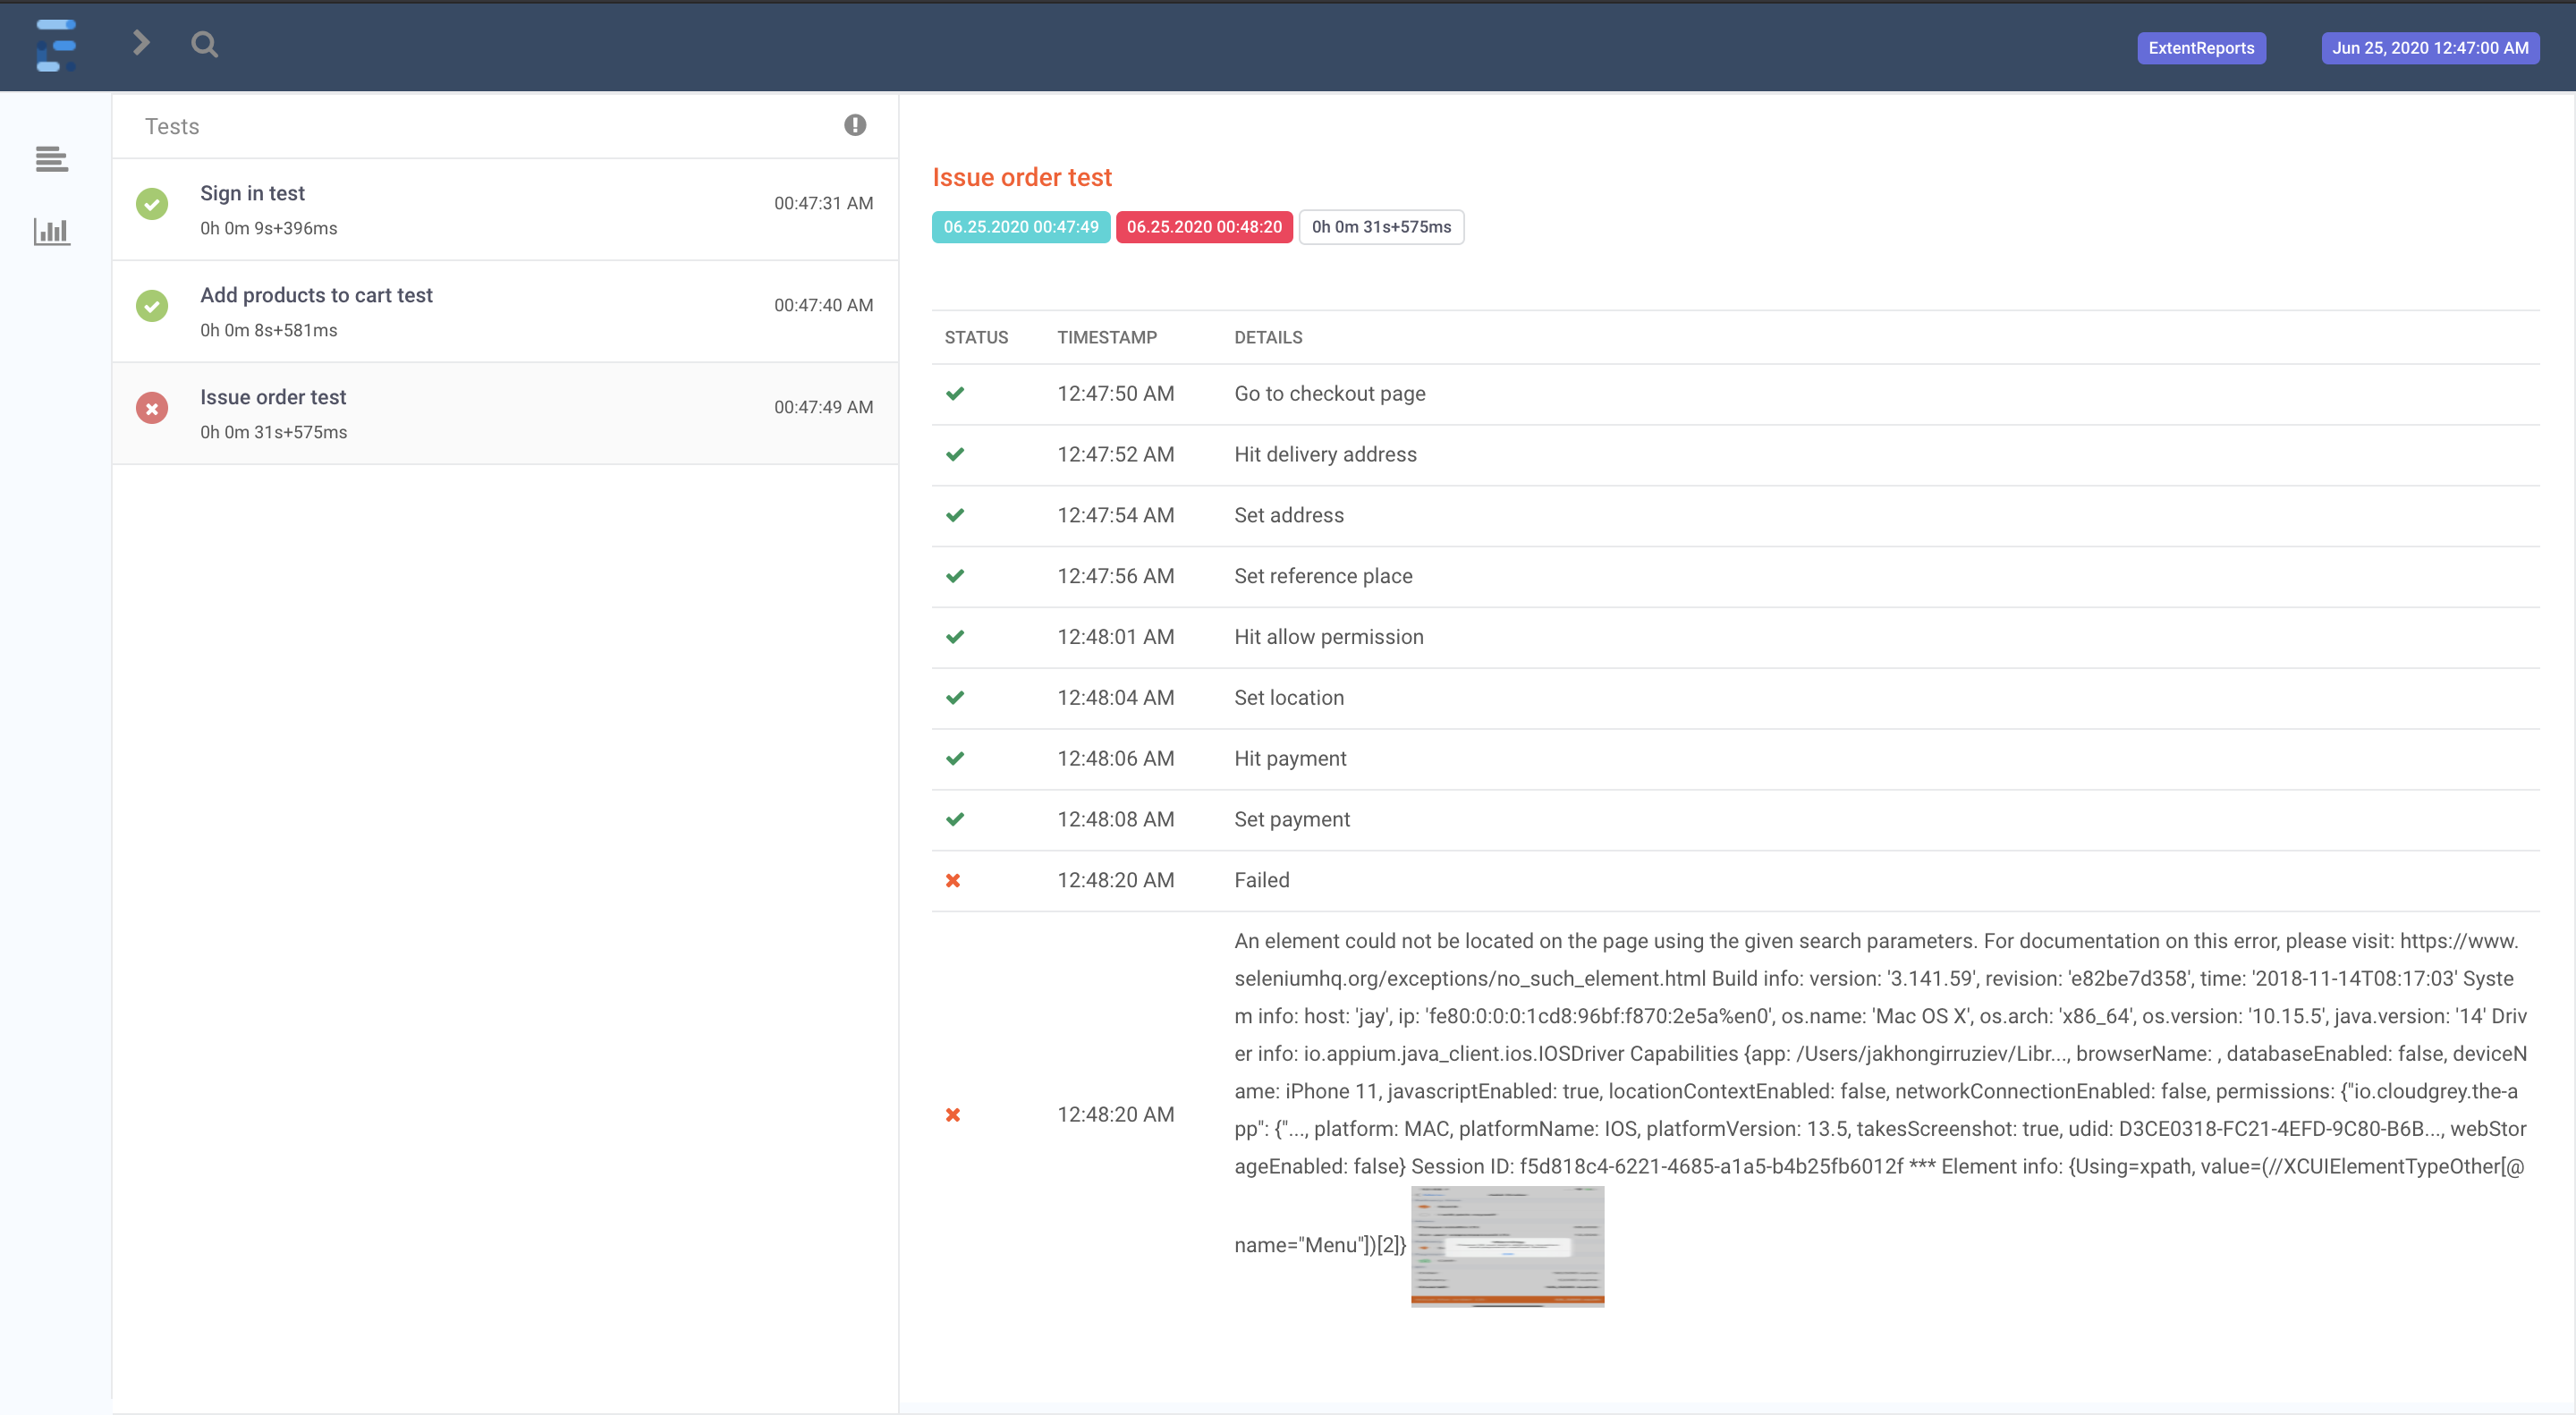 ExtentReports Jun 25, 2020 12:47:00 AM
Tests
Sign in test
00:47:31 AM
0h 0m 9s+396ms
Add products to cart test
00:47:40 AM
0h 0m 8s+581ms
Issue order test
00:47:49 AM
0h 0m 31s+575ms
Issue order test
06.25.2020 00:47:49 06.25.2020 00:48:20 0h 0m 31s+575ms
STATUS TIMESTAMP DETAILS
12:47:50 AM Go to checkout page
12:47:52 AM Hit delivery address
12:47:54 AM Set address
12:47:56 AM Set reference place
12:48:01 AM Hit allow permission
12:48:04 AM Set location
12:48:06 AM Hit payment
12:48:08 AM Set payment
12:48:20 AM Failed
12:48:20 AM
An element could not be located on the page using the given search parameters. For documentation on this error, please visit: https://www.
seleniumhq.org/exceptions/no_such_element.html Build info: version: '3.141.59', revision: 'e82be7d358', time: '2018-11-14T08:17:03' Syste
m info: host: 'jay', ip: 'fe80:0:0:0:1cd8:96bf:f870:2e5a%en0', os.name: 'Mac OS X', os.arch: 'x86_64', os.version: '10.15.5', java.version: '14' Driv
er info: io.appium.java_client.ios.IOSDriver Capabilities {app: /Users/jakhongirruziev/Libr..., browserName: , databaseEnabled: false, deviceN
ame: iPhone 11, javascriptEnabled: true, locationContextEnabled: false, networkConnectionEnabled: false, permissions: {"io.cloudgrey.the-a
pp": {"..., platform: MAC, platformName: IOS, platformVersion: 13.5, takesScreenshot: true, udid: D3CE0318-FC21-4EFD-9C80-B6B..., webStor
ageEnabled: false} Session ID: f5d818c4-6221-4685-a1a5-b4b25fb6012f *** Element info: {Using=xpath, value=(//XCUIElementTypeOther[@
name="Menu"])[2]}